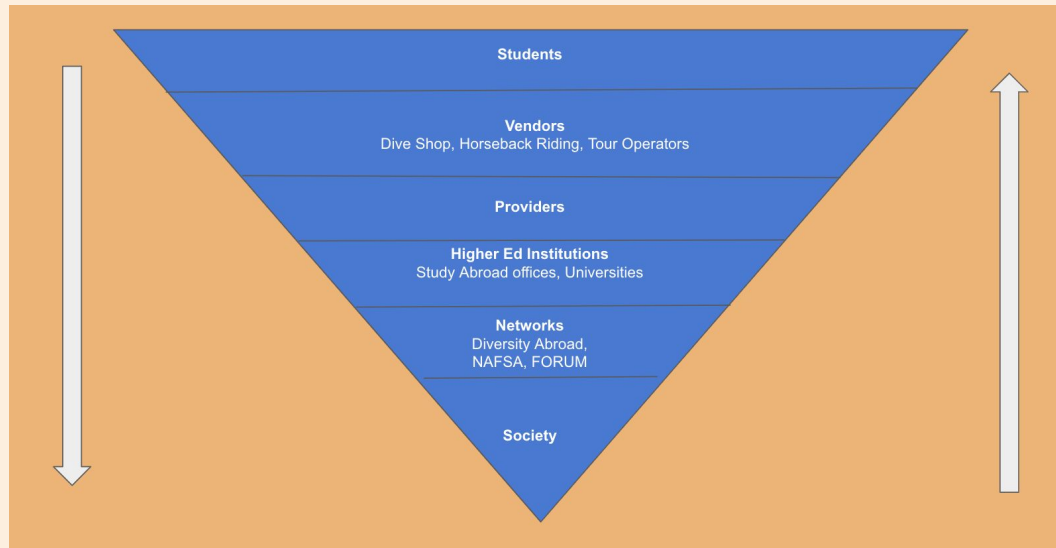 Students
Vendors
Dive Shop, Horseback Riding, Tour Operators
Providers
Higher Ed Institutions
Study Abroad offices, Universities
Networks
Diversity Abroad,
NAFSA, FORUM
Society